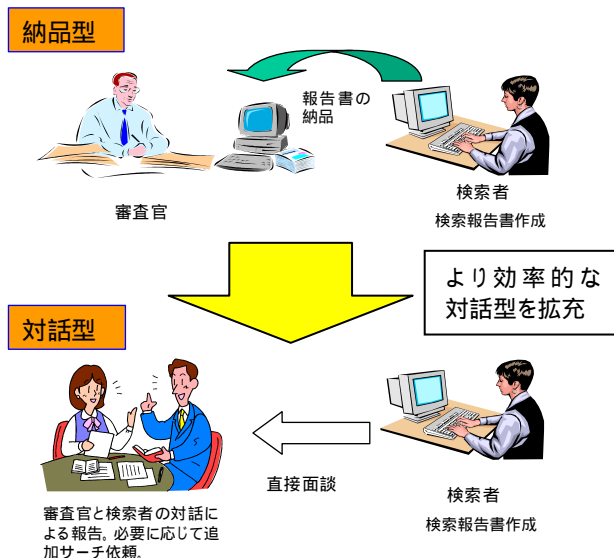 納品型
報告書の
納品
審査官
検索者
検索報告書作成
より効率的な
対話型を拡充
対話型
直接面談
検索者
検索報告書作成
審査官と検索者の対話に
よる報告。必要に応じて追
加サーチ依頼。